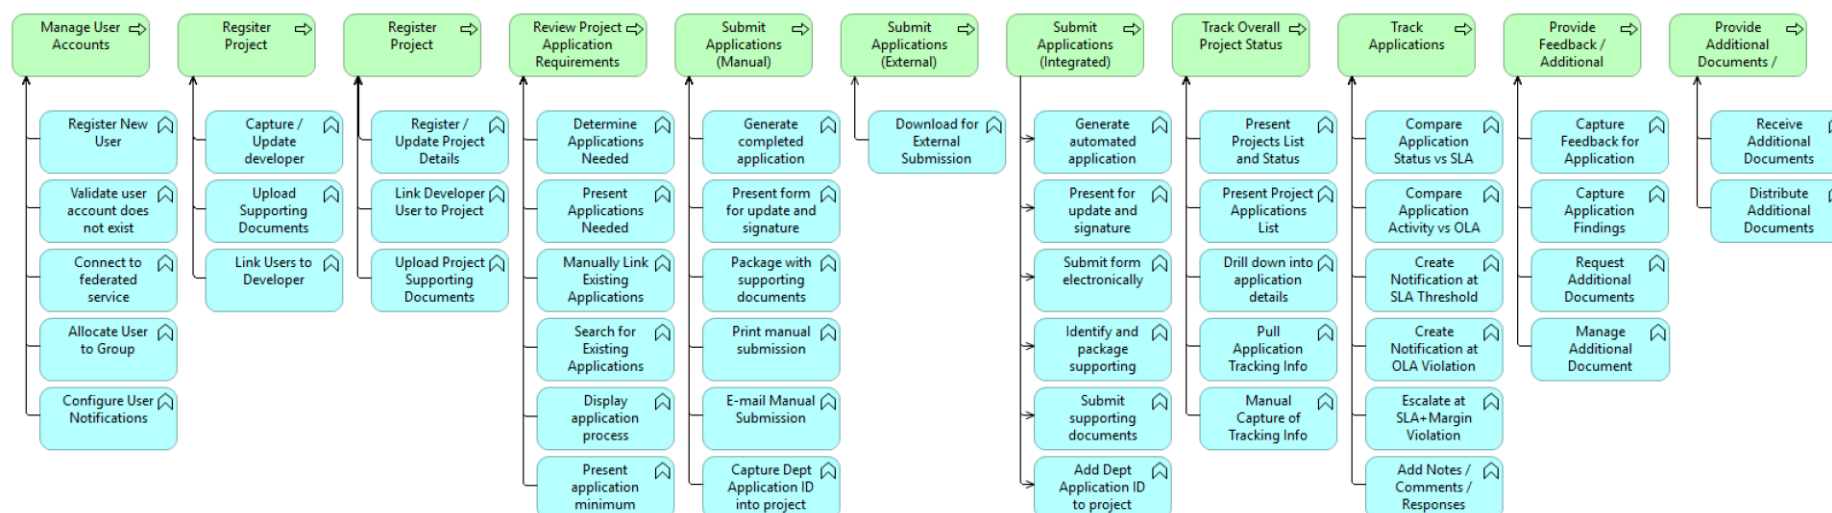 Manage User
Accounts
Regsiter
Project
Register
Project
Review Project
Application
Requirements
Submit
Applications
(Manual)
Submit
Applications
(External)
Submit
Applications
(Integrated)
Track Overall
Project Status
Track
Applications
Provide
Feedback /
Additional
Provide
Additional
Documents /
Register New
User
Validate user
account does
not exist
Connect to
federated
service
Allocate User
to Group
Configure User
Notifications
Capture /
Update
developer
Upload
Supporting
Documents
Link Users to
Developer
Register /
Update Project
Details
Link Developer
User to Project
Upload Project
Supporting
Documents
Determine
Applications
Needed
Present
Applications
Needed
Manually Link
Existing
Applications
Search for
Existing
Applications
Display
application
process
Present
application
minimum
Generate
completed
application
Present form
for update and
signature
Package with
supporting
documents
Print manual
submission
E-mail Manual
Submission
Capture Dept
Application ID
into project
Download for
External
Submission
Generate
automated
application
Present for
update and
signature
Submit form
electronically
Identify and
package
supporting
Submit
supporting
documents
Add Dept
Application ID
to project
Present
Projects List
and Status
Present Project
Applications
List
Drill down into
application
details
Pull
Application
Tracking Info
Manual
Capture of
Tracking Info
Compare
Application
Status vs SLA
Compare
Application
Activity vs OLA
Create
Notification at
SLA Threshold
Create
Notification at
OLA Violation
Escalate at
SLA+Margin
Violation
Add Notes /
Comments /
Responses
Capture
Feedback for
Application
Capture
Application
Findings
Request
Additional
Documents
Manage
Additional
Document
Receive
Additional
Documents
Distribute
Additional
Documents